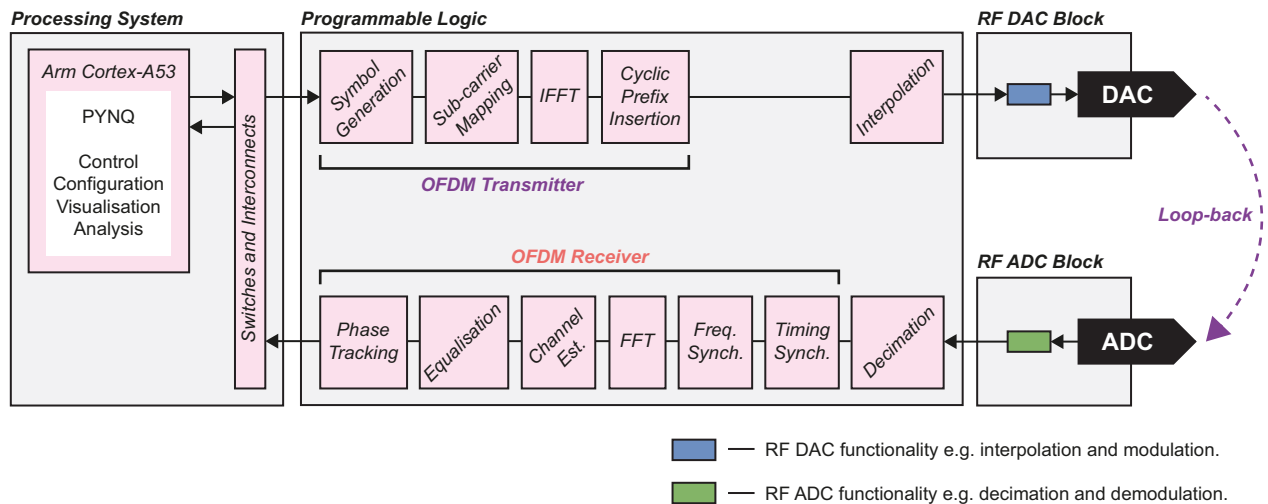 Processing System
Programmable Logic
RF DAC Block
Arm Cortex-A53
PYNQ
Control
Configuration
Visualisation
Analysis
Switches and Interconnects
Symbol
Generation
Sub-carrier
Mapping
IFFT
Cyclic
Prefix
Insertion
Interpolation
DAC
OFDM Transmitter
Loop-back
OFDM Receiver
RF ADC Block
Phase
Tracking
Equalisation
Channel
Est.
FFT
Freq.
Synch.
Timing
Synch.
Decimation
ADC
RF DAC functionality e.g. interpolation and modulation.
RF ADC functionality e.g. decimation and demodulation.